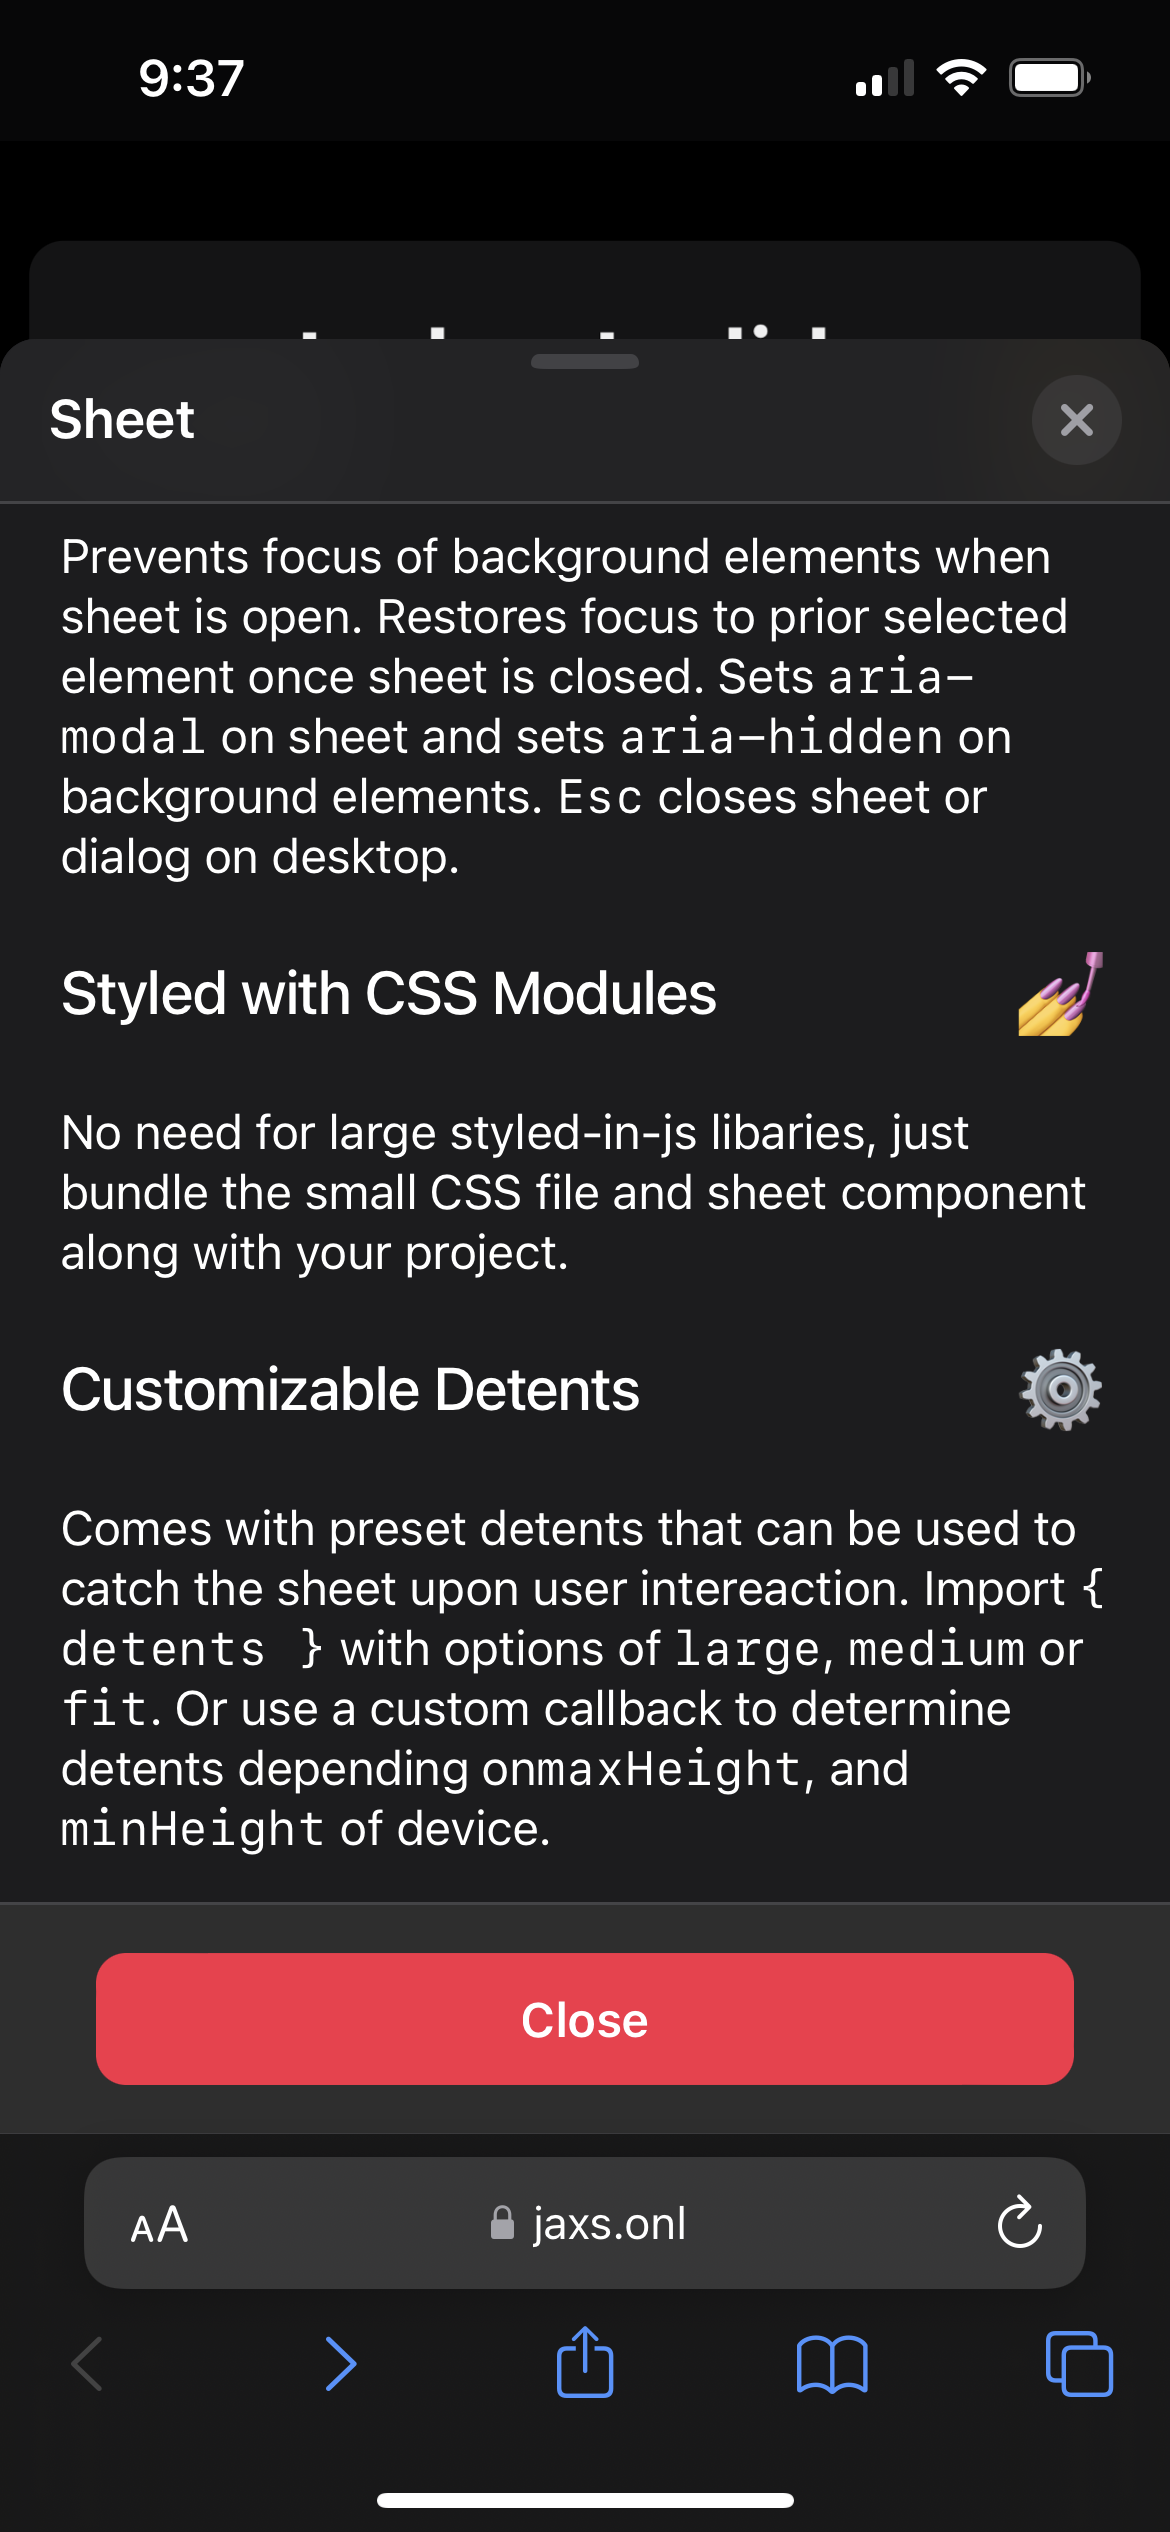 9:37
Sheet
Prevents focus of background elements when
sheet is open. Restores focus to prior selected
element once sheet is closed. Sets aria-
modal on sheet and sets aria-hidden on
background elements. Esc closes sheet or
dialog on desktop.
Styled with CSS Modules
No need for large styled-in-js libaries, just
bundle the small CSS file and sheet component
along with your project.
Customizable Detents
Comes with preset detents that can be used to
catch the sheet upon user intereaction. Import {
detents } with options of large, medium or
fit. Or use a custom callback to determine
detents depending onmaxHeight, and
minHeight of device.
Close
AA jaxs.onl